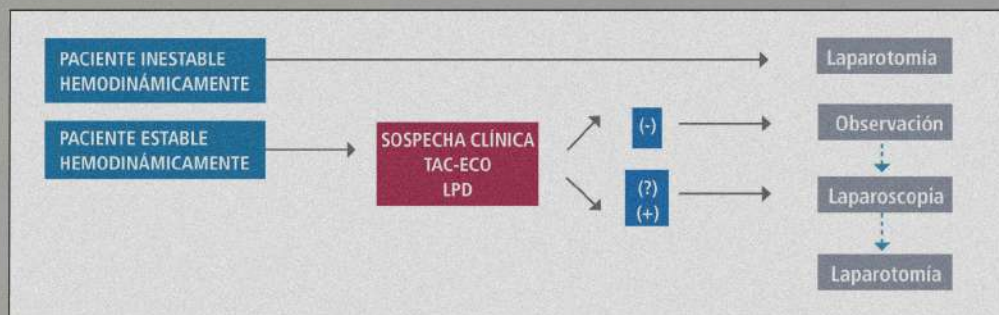 PACIENTE INESTABLE
HEMODINÁMICAMENTE
Laparotomía
PACIENTE ESTABLE
HEMODINÁMICAMENTE
SOSPECHA CLÍNICA
TAC-ECO
LPD
(-)
Observación
(?)
(+)
Laparoscopia
Laparotomía